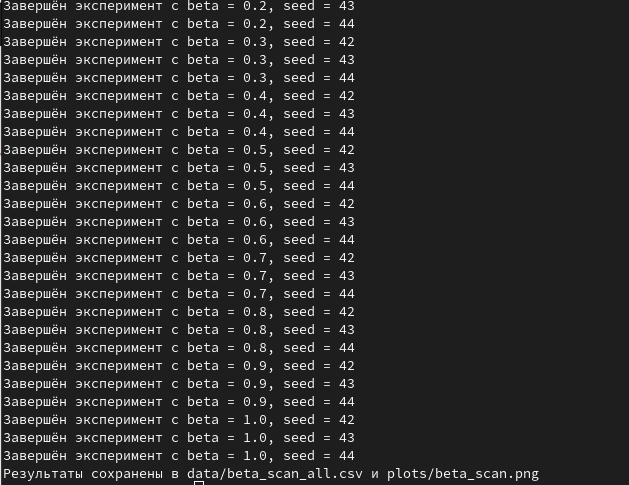 Завершён эксперимент с beta = 0.2, seed = 43
Завершён эксперимент с beta = 0.2, seed = 44
Завершён эксперимент с beta = 0.3, seed = 42
Завершён эксперимент с beta = 0.3, seed = 43
Завершён эксперимент с beta = 0.3, seed = 44
Завершён эксперимент с beta = 0.4, seed = 42
Завершён эксперимент с beta = 0.4, seed = 43
Завершён эксперимент с beta = 0.4, seed = 44
Завершён эксперимент с beta = 0.5, seed = 42
Завершён эксперимент с beta = 0.5, seed = 43
Завершён эксперимент с beta = 0.5, seed = 44
Завершён эксперимент с beta = 0.6, seed = 42
Завершён эксперимент с beta = 0.6, seed = 43
Завершён эксперимент с beta = 0.6, seed = 44
Завершён эксперимент с beta = 0.7, seed = 42
Завершён эксперимент с beta = 0.7, seed = 43
Завершён эксперимент с beta = 0.7, seed = 44
Завершён эксперимент с beta = 0.8, seed = 42
Завершён эксперимент с beta = 0.8, seed = 43
Завершён эксперимент с beta = 0.8, seed = 44
Завершён эксперимент с beta = 0.9, seed = 42
Завершён эксперимент с beta = 0.9, seed = 43
Завершён эксперимент с beta = 0.9, seed = 44
Завершён эксперимент с beta = 1.0, seed = 42
Завершён эксперимент с beta = 1.0, seed = 43
Завершён эксперимент с beta = 1.0, seed = 44
Результаты сохранены в data/beta_scan_all.csv и plots/beta_scan.png